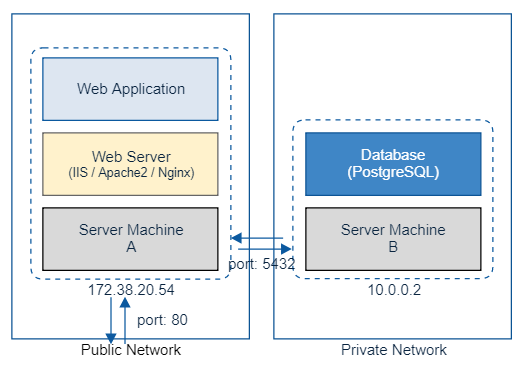 Web Application
Web Server
(IIS / Apache2 / Nginx)
Server Machine
A
172.38.20.54
port: 80
Public Network
port: 5432
Database
(PostgreSQL)
Server Machine
B
10.0.0.2
Private Network